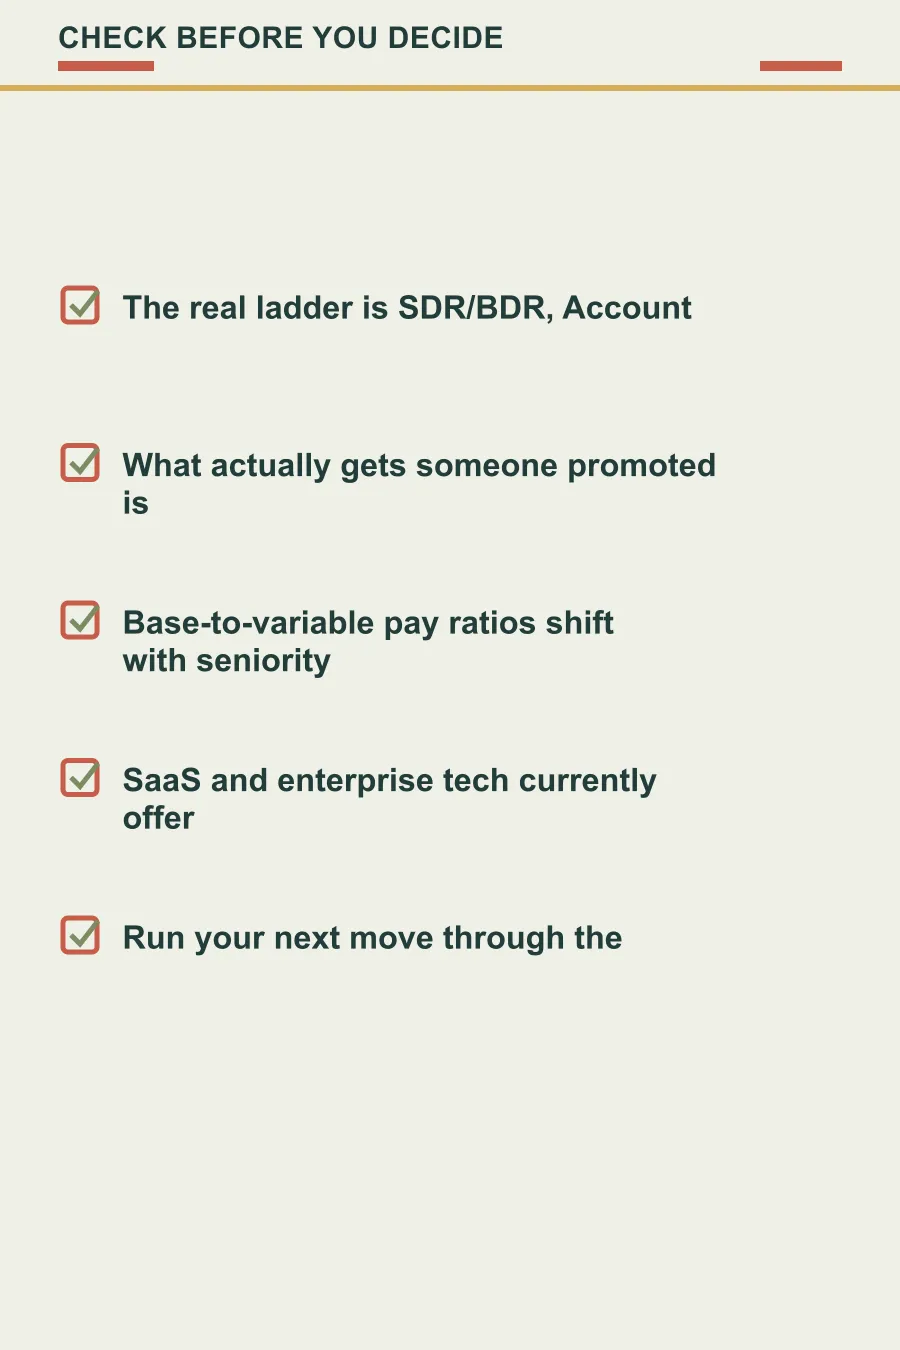 CHECK BEFORE YOU DECIDE
The real ladder is SDR/BDR, Account
What actually gets someone promoted
is
Base-to-variable pay ratios shift
with seniority
SaaS and enterprise tech currently
offer
Run your next move through the